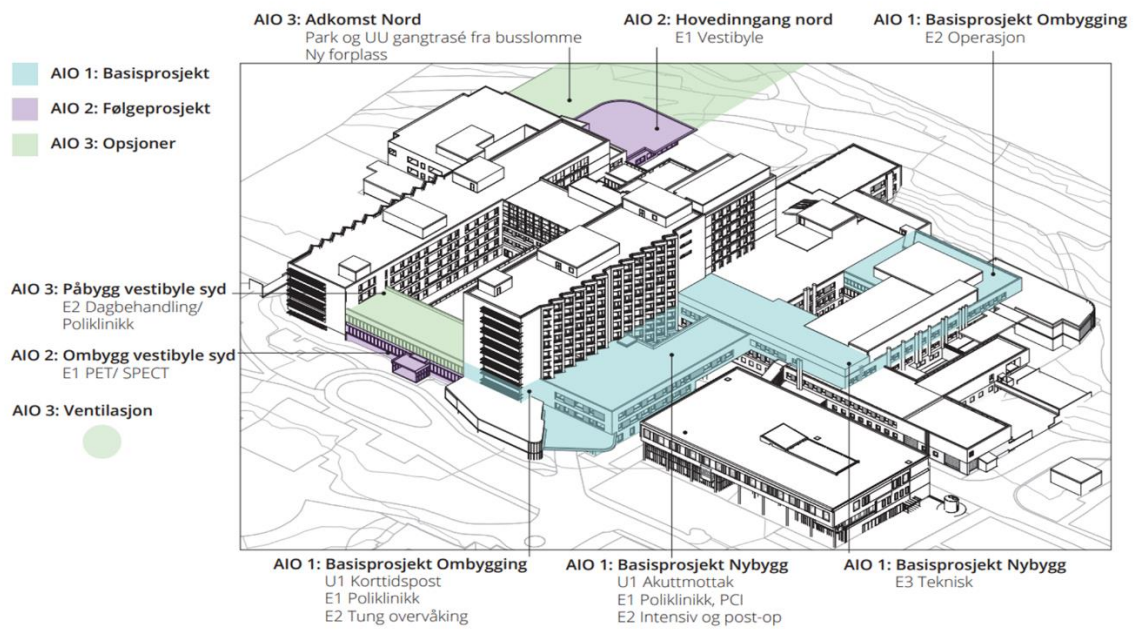 AIO 3: Adkomst Nord
Park og UU gangtrasé fra busslomme
Ny forplass
AIO 2: Hovedinngang nord
E1 Vestibyle
AIO 1: Basisprosjekt Ombygging
E2 Operasjon
AIO 1: Basisprosjekt
AIO 2: Følgeprosjekt
AIO 3: Opsjoner
AIO 3: Påbygg vestibyle syd
E2 Dagbehandling/
Poliklinikk
AIO 2: Ombygg vestibyle syd
E1 PET/ SPECT
AIO 3: Ventilasjon
AIO 1: Basisprosjekt Ombygging
U1 Korttidspost
E1 Poliklinikk
E2 Tung overvåking
AIO 1: Basisprosjekt Nybygg
U1 Akuttmottak
E1 Poliklinikk, PCI
E2 Intensiv og post-op
AIO 1: Basisprosjekt Nybygg
E3 Teknisk